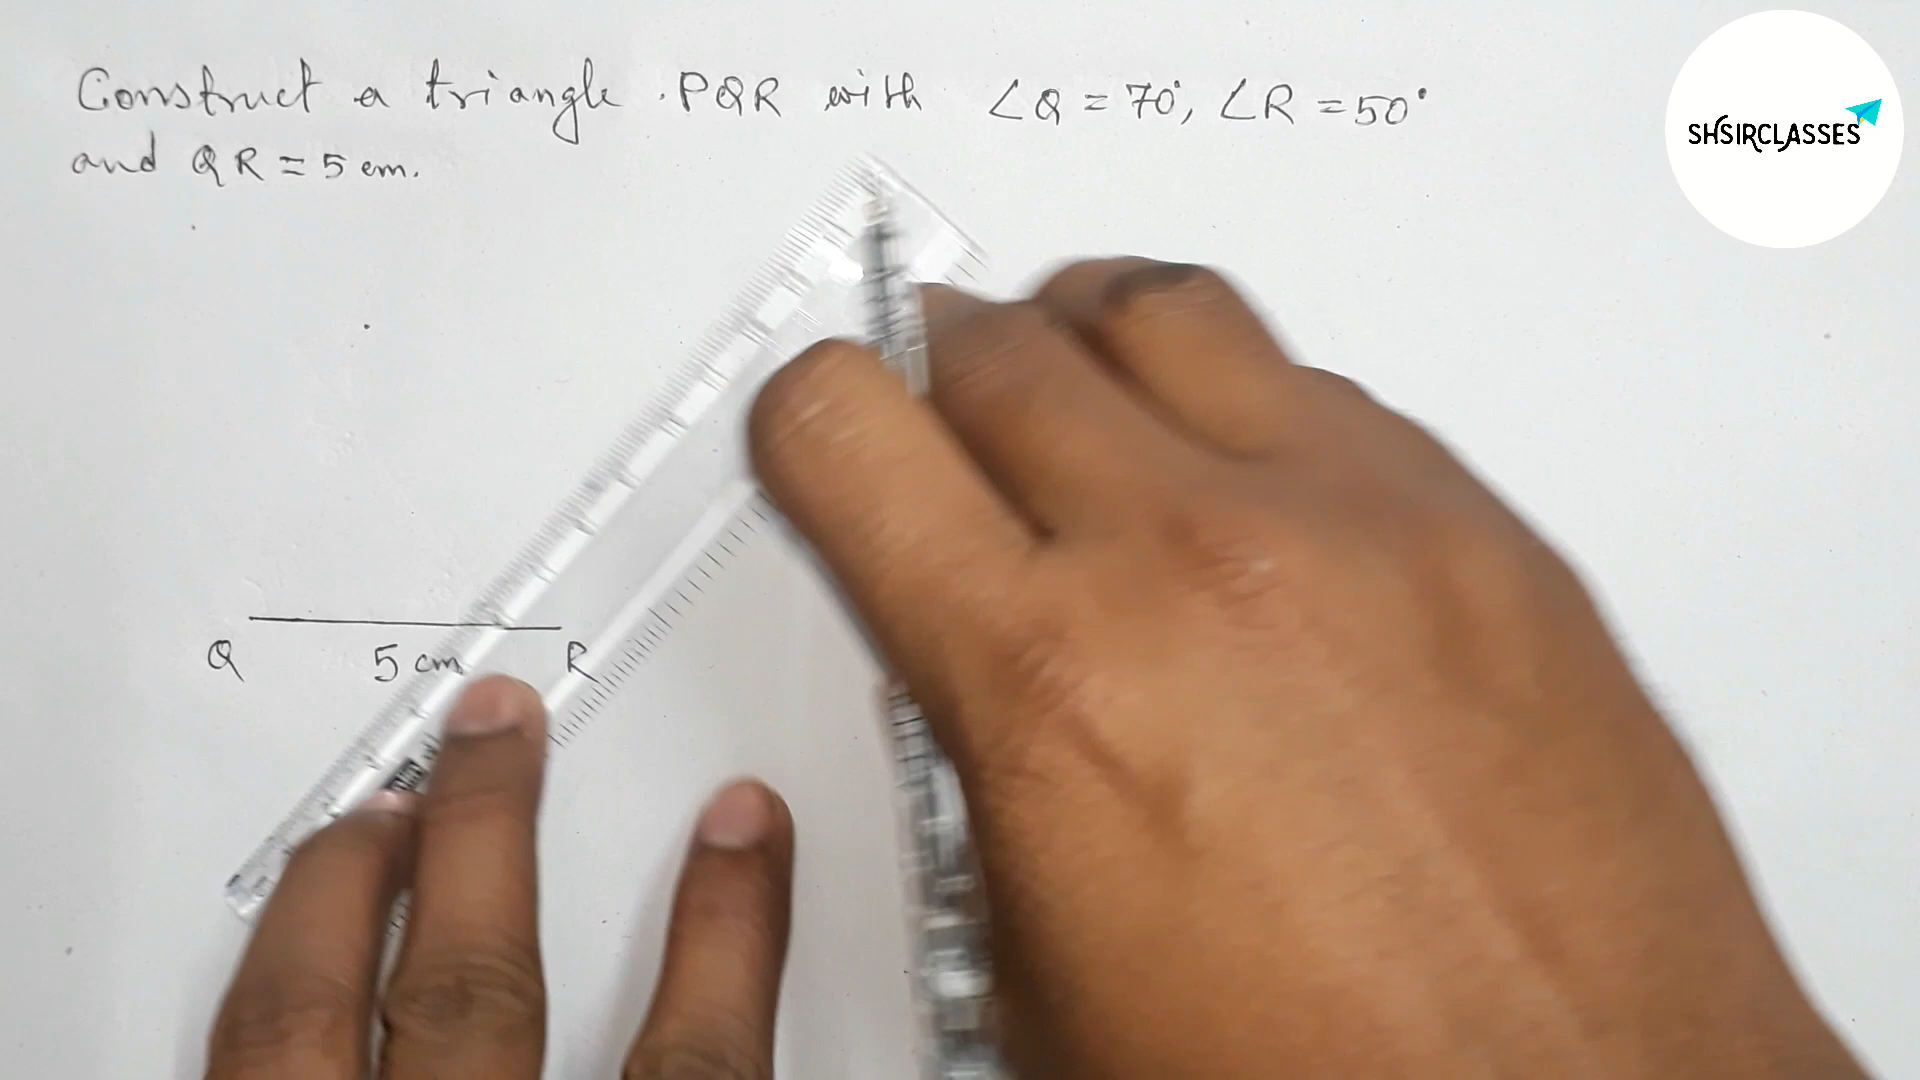 Construct a triangle PQR with ∠Q = 70°, ∠R = 50°
and QR = 5 cm.
SHSIRCLASSES
Q 5 cm R